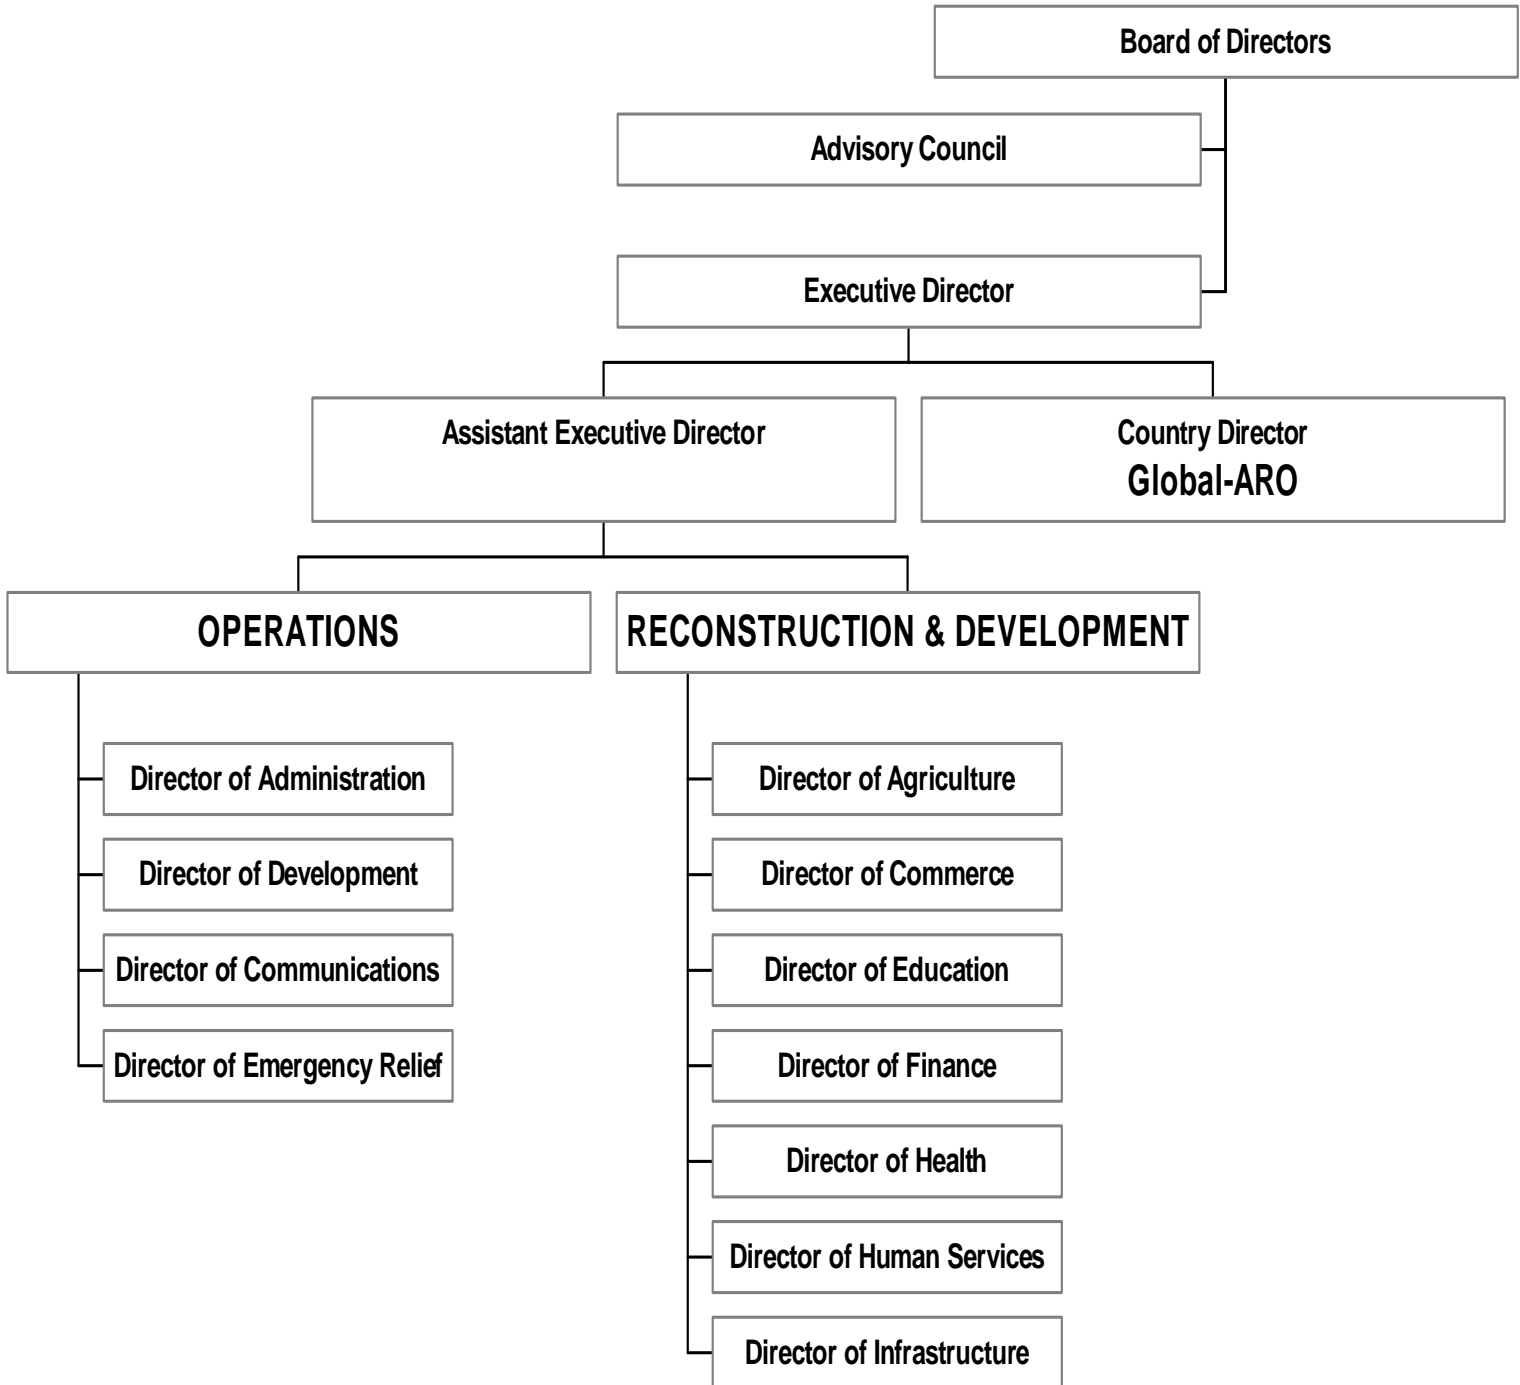 Board of Directors
Advisory Council
Executive Director
Assistant Executive Director
Country Director
Global-ARO
OPERATIONS
RECONSTRUCTION & DEVELOPMENT
Director of Administration
Director of Development
Director of Communications
Director of Emergency Relief
Director of Agriculture
Director of Commerce
Director of Education
Director of Finance
Director of Health
Director of Human Services
Director of Infrastructure